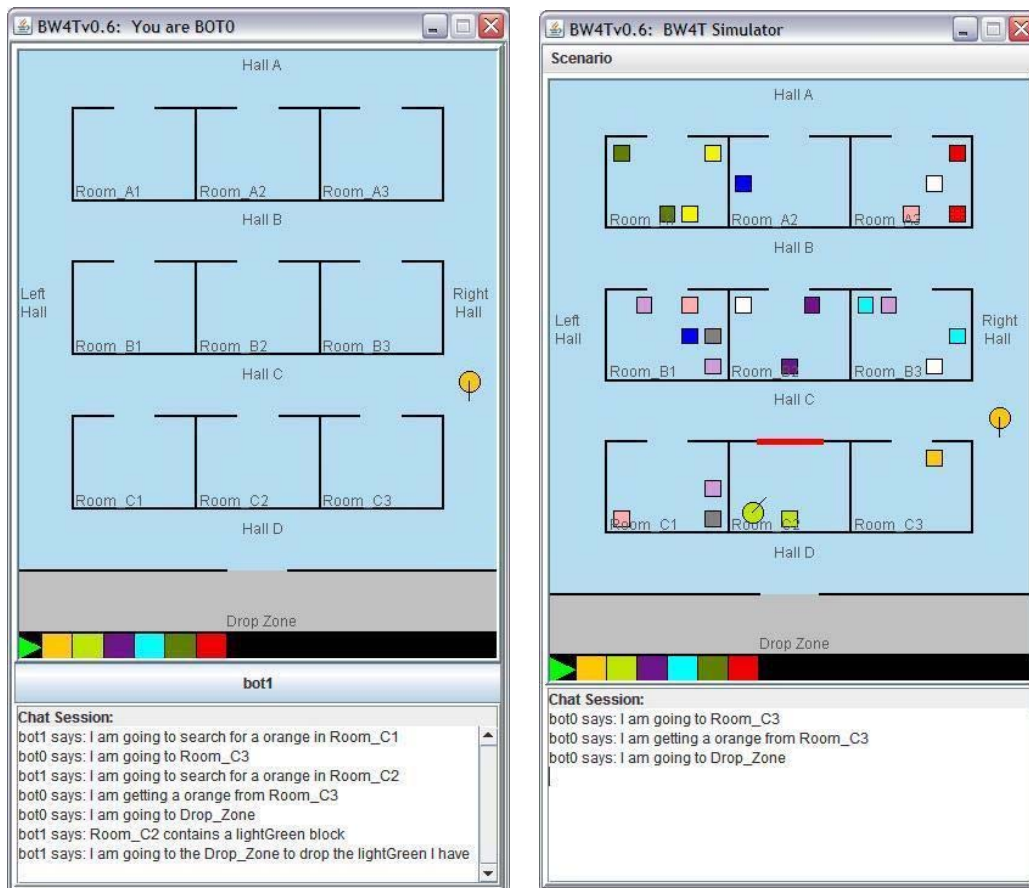 BW4Tv0.6: You are BOT0
Hall A
Room_A1 Room_A2 Room_A3
Hall B
Left Hall
Right Hall
Room_B1 Room_B2 Room_B3
Hall C
Room_C1 Room_C2 Room_C3
Hall D
Drop Zone
bot1
Chat Session:
bot1 says: I am going to search for a orange in Room_C1
bot0 says: I am going to Room_C3
bot1 says: I am going to search for a orange in Room_C2
bot0 says: I am getting a orange from Room_C3
bot0 says: I am going to Drop_Zone
bot1 says: Room_C2 contains a lightGreen block
bot1 says: I am going to the Drop_Zone to drop the lightGreen I have
BW4Tv0.6: BW4T Simulator
Scenario
Hall A
Room_A1 Room_A2 Room_A3
Hall B
Left Hall
Right Hall
Room_B1 Room_B2 Room_B3
Hall C
Room_C1 Room_C2 Room_C3
Hall D
Drop Zone
Chat Session:
bot0 says: I am going to Room_C3
bot0 says: I am getting a orange from Room_C3
bot0 says: I am going to Drop_Zone